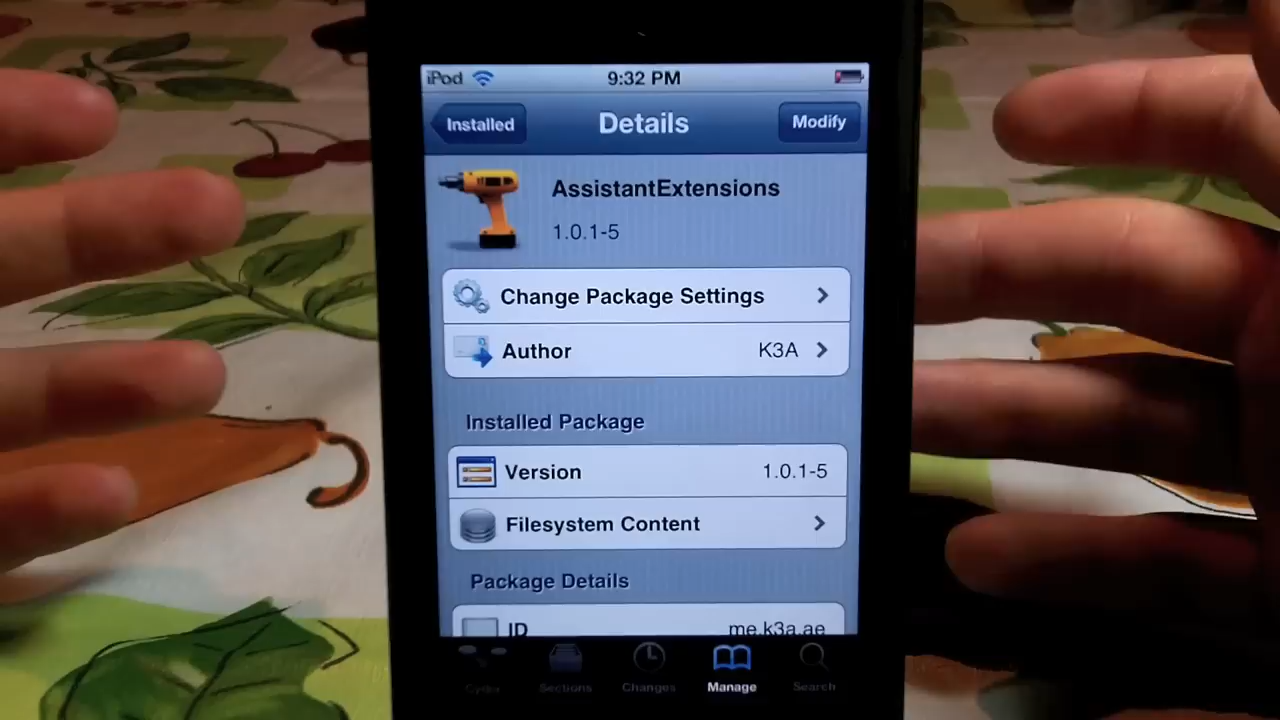 iPod 9:32 PM
Installed Details Modify
AssistantExtensions
1.0.1-5
Change Package Settings
Author K3A
Installed Package
Version 1.0.1-5
Filesystem Content
Package Details
ID me.k3a.ae
Cydia Sections Changes Manage Search